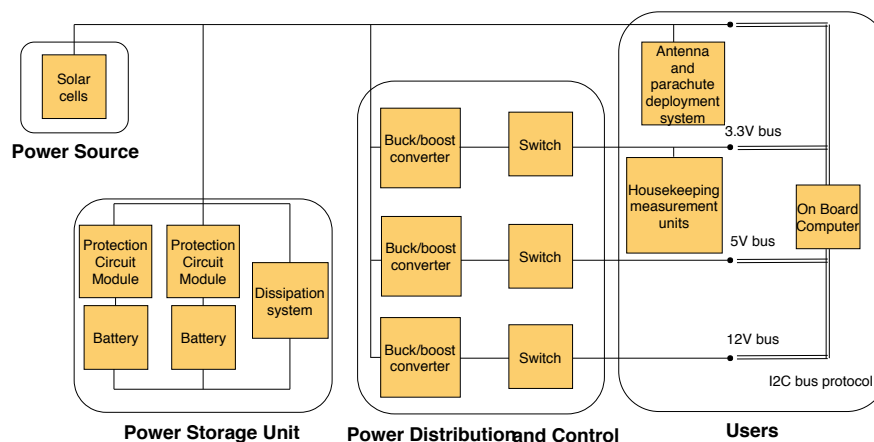 Solar
cells
Power Source
Protection
Circuit
Module
Protection
Circuit
Module
Dissipation
system
Battery
Battery
Power Storage Unit
Buck/boost
converter
Switch
Buck/boost
converter
Switch
Buck/boost
converter
Switch
Power Distribution and Control
Antenna
and
parachute
deployment
system
3.3V bus
Housekeeping
measurement
units
On Board
Computer
5V bus
12V bus
I2C bus protocol
Users